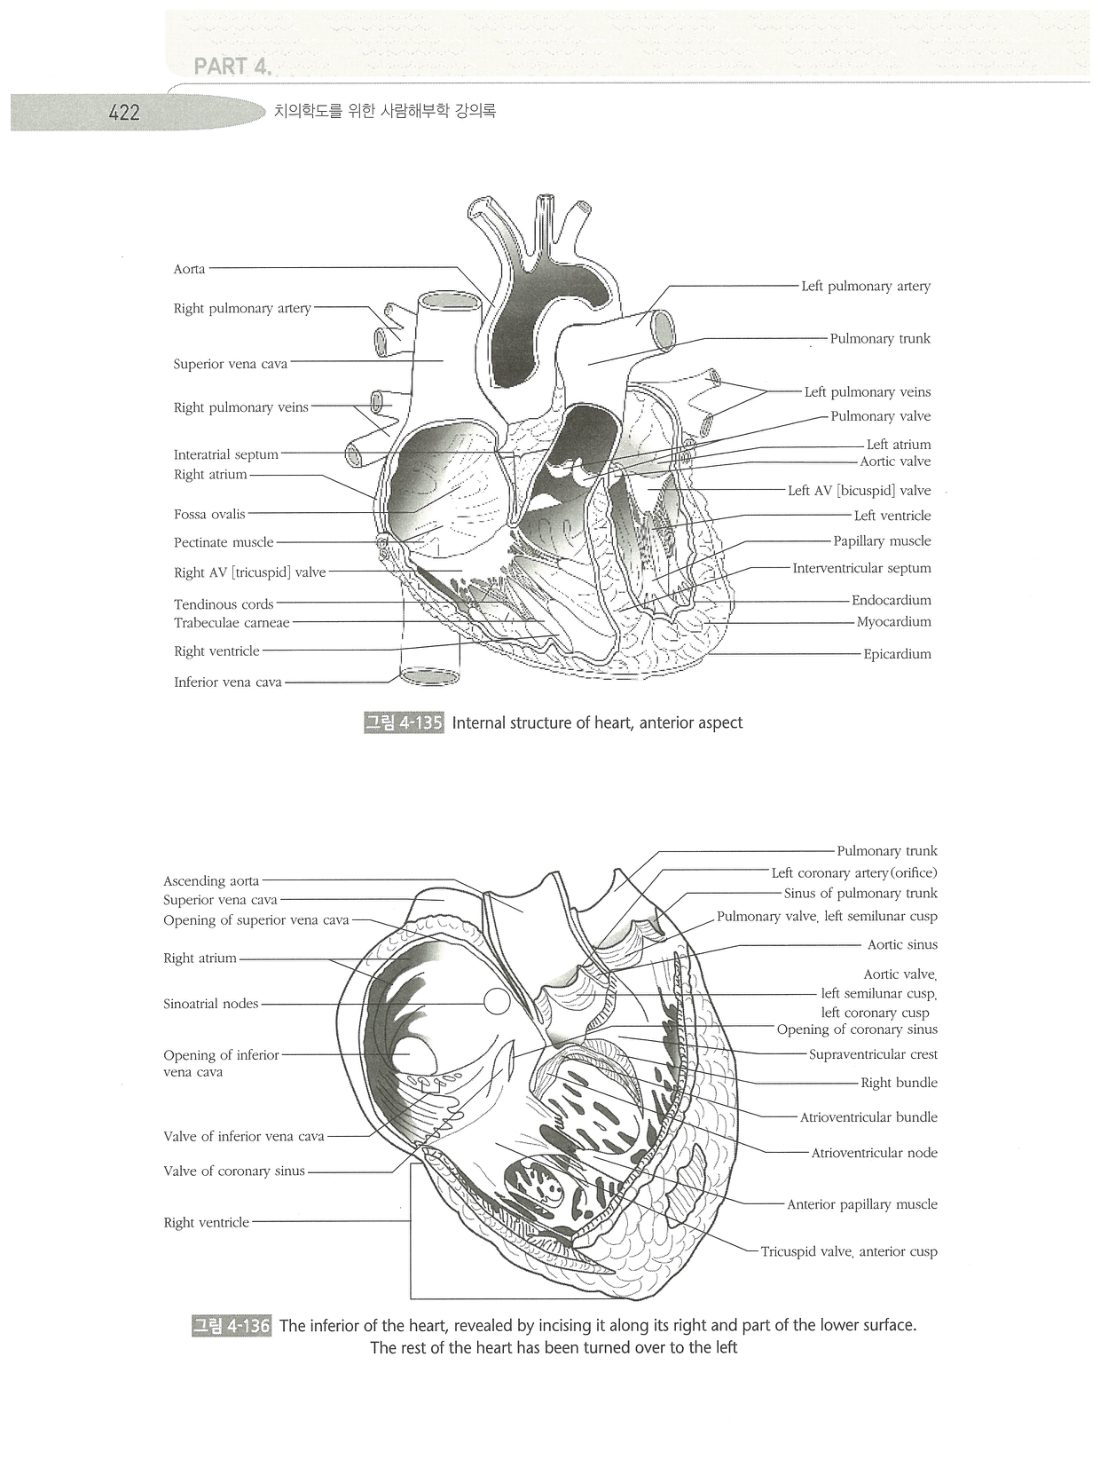 PART 4.
422
치의학도를 위한 사람해부학 강의록
Aorta
Right pulmonary artery
Superior vena cava
Right pulmonary veins
Interatrial septum
Right atrium
Fossa ovalis
Pectinate muscle
Right AV [tricuspid] valve
Tendinous cords
Trabeculae carneae
Right ventricle
Inferior vena cava
Left pulmonary artery
Pulmonary trunk
Left pulmonary veins
Pulmonary valve
Left atrium
Aortic valve
Left AV [bicuspid] valve
Left ventricle
Papillary muscle
Interventricular septum
Endocardium
Myocardium
Epicardium
그림 4-135 Internal structure of heart, anterior aspect
Ascending aorta
Superior vena cava
Opening of superior vena cava
Right atrium
Sinoatrial nodes
Opening of inferior
vena cava
Valve of inferior vena cava
Valve of coronary sinus
Right ventricle
Pulmonary trunk
Left coronary artery(orifice)
Sinus of pulmonary trunk
Pulmonary valve, left semilunar cusp
Aortic sinus
Aortic valve,
left semilunar cusp,
left coronary cusp
Opening of coronary sinus
Supraventricular crest
Right bundle
Atrioventricular bundle
Atrioventricular node
Anterior papillary muscle
Tricuspid valve, anterior cusp
그림 4-136 The inferior of the heart, revealed by incising it along its right and part of the lower surface.
The rest of the heart has been turned over to the left